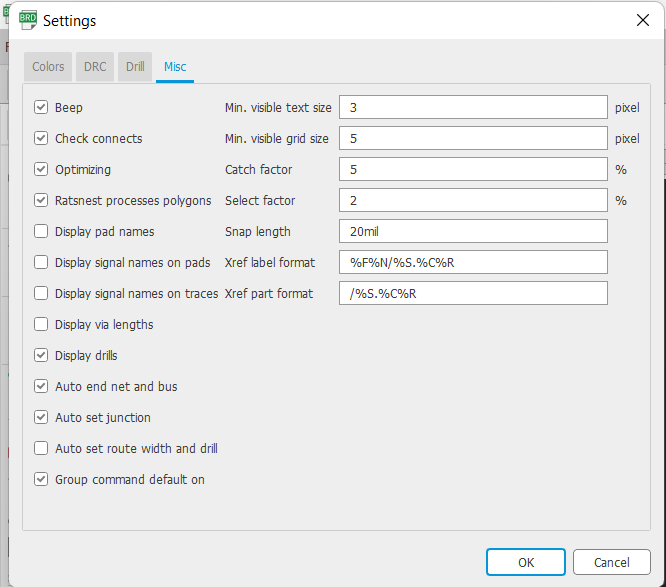 BRD Settings
Colors DRC Drill Misc
Beep Min. visible text size 3 pixel
Check connects Min. visible grid size 5 pixel
Optimizing Catch factor 5 %
Ratsnest processes polygons Select factor 2 %
Display pad names Snap length 20mil
Display signal names on pads Xref label format %F%N/%S.%C%R
Display signal names on traces Xref part format /%S.%C%R
Display via lengths
Display drills
Auto end net and bus
Auto set junction
Auto set route width and drill
Group command default on
OK Cancel